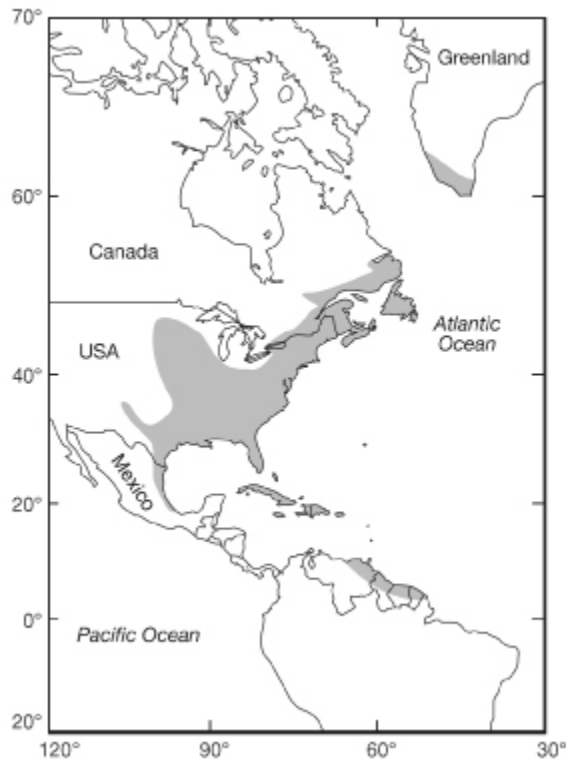 70°
Greenland
60°
Canada
Atlantic
Ocean
USA
40°
Mexico
20°
0°
Pacific Ocean
20°
120°
90°
60°
30°